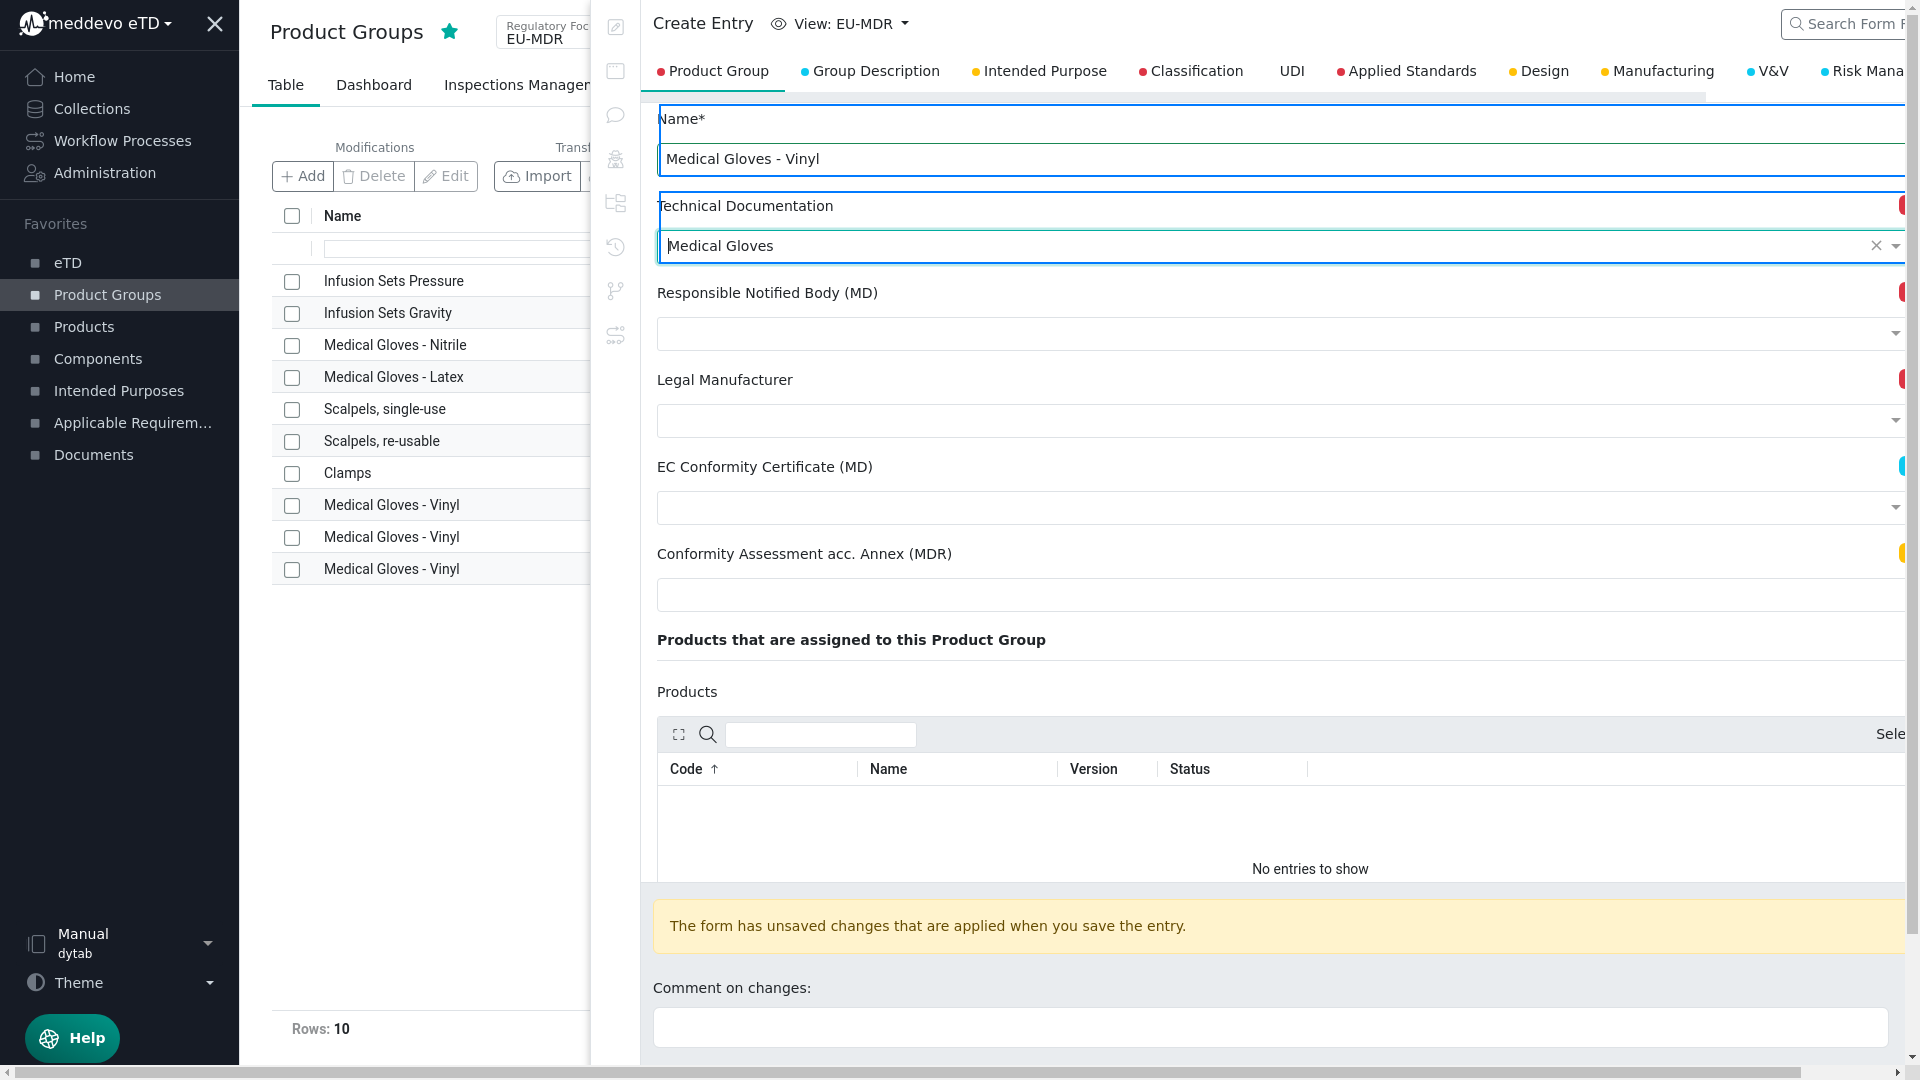 meddevo eTD
Home
Collections
Workflow Processes
Administration
Favorites
eTD
Product Groups
Products
Components
Intended Purposes
Applicable Requirem...
Documents
Manual
dytab
Theme
Help
Product Groups
Regulatory Foc
EU-MDR
Table
Dashboard
Inspections Manager
Modifications
Transf
Add
Delete
Edit
Import
Name
Infusion Sets Pressure
Infusion Sets Gravity
Medical Gloves - Nitrile
Medical Gloves - Latex
Scalpels, single-use
Scalpels, re-usable
Clamps
Medical Gloves - Vinyl
Medical Gloves - Vinyl
Medical Gloves - Vinyl
Rows: 10
Create Entry
View: EU-MDR
Search Form F
Product Group
Group Description
Intended Purpose
Classification
UDI
Applied Standards
Design
Manufacturing
V&V
Risk Mana
Name*
Medical Gloves - Vinyl
Technical Documentation
Medical Gloves
Responsible Notified Body (MD)
Legal Manufacturer
EC Conformity Certificate (MD)
Conformity Assessment acc. Annex (MDR)
Products that are assigned to this Product Group
Products
Sele
Code
Name
Version
Status
No entries to show
The form has unsaved changes that are applied when you save the entry.
Comment on changes: